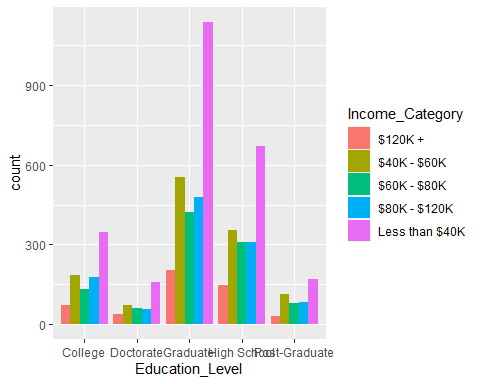 900
600
300
0
count
College Doctorate Graduate High School Post-Graduate
Education_Level
Income_Category
$120K +
$40K - $60K
$60K - $80K
$80K - $120K
Less than $40K